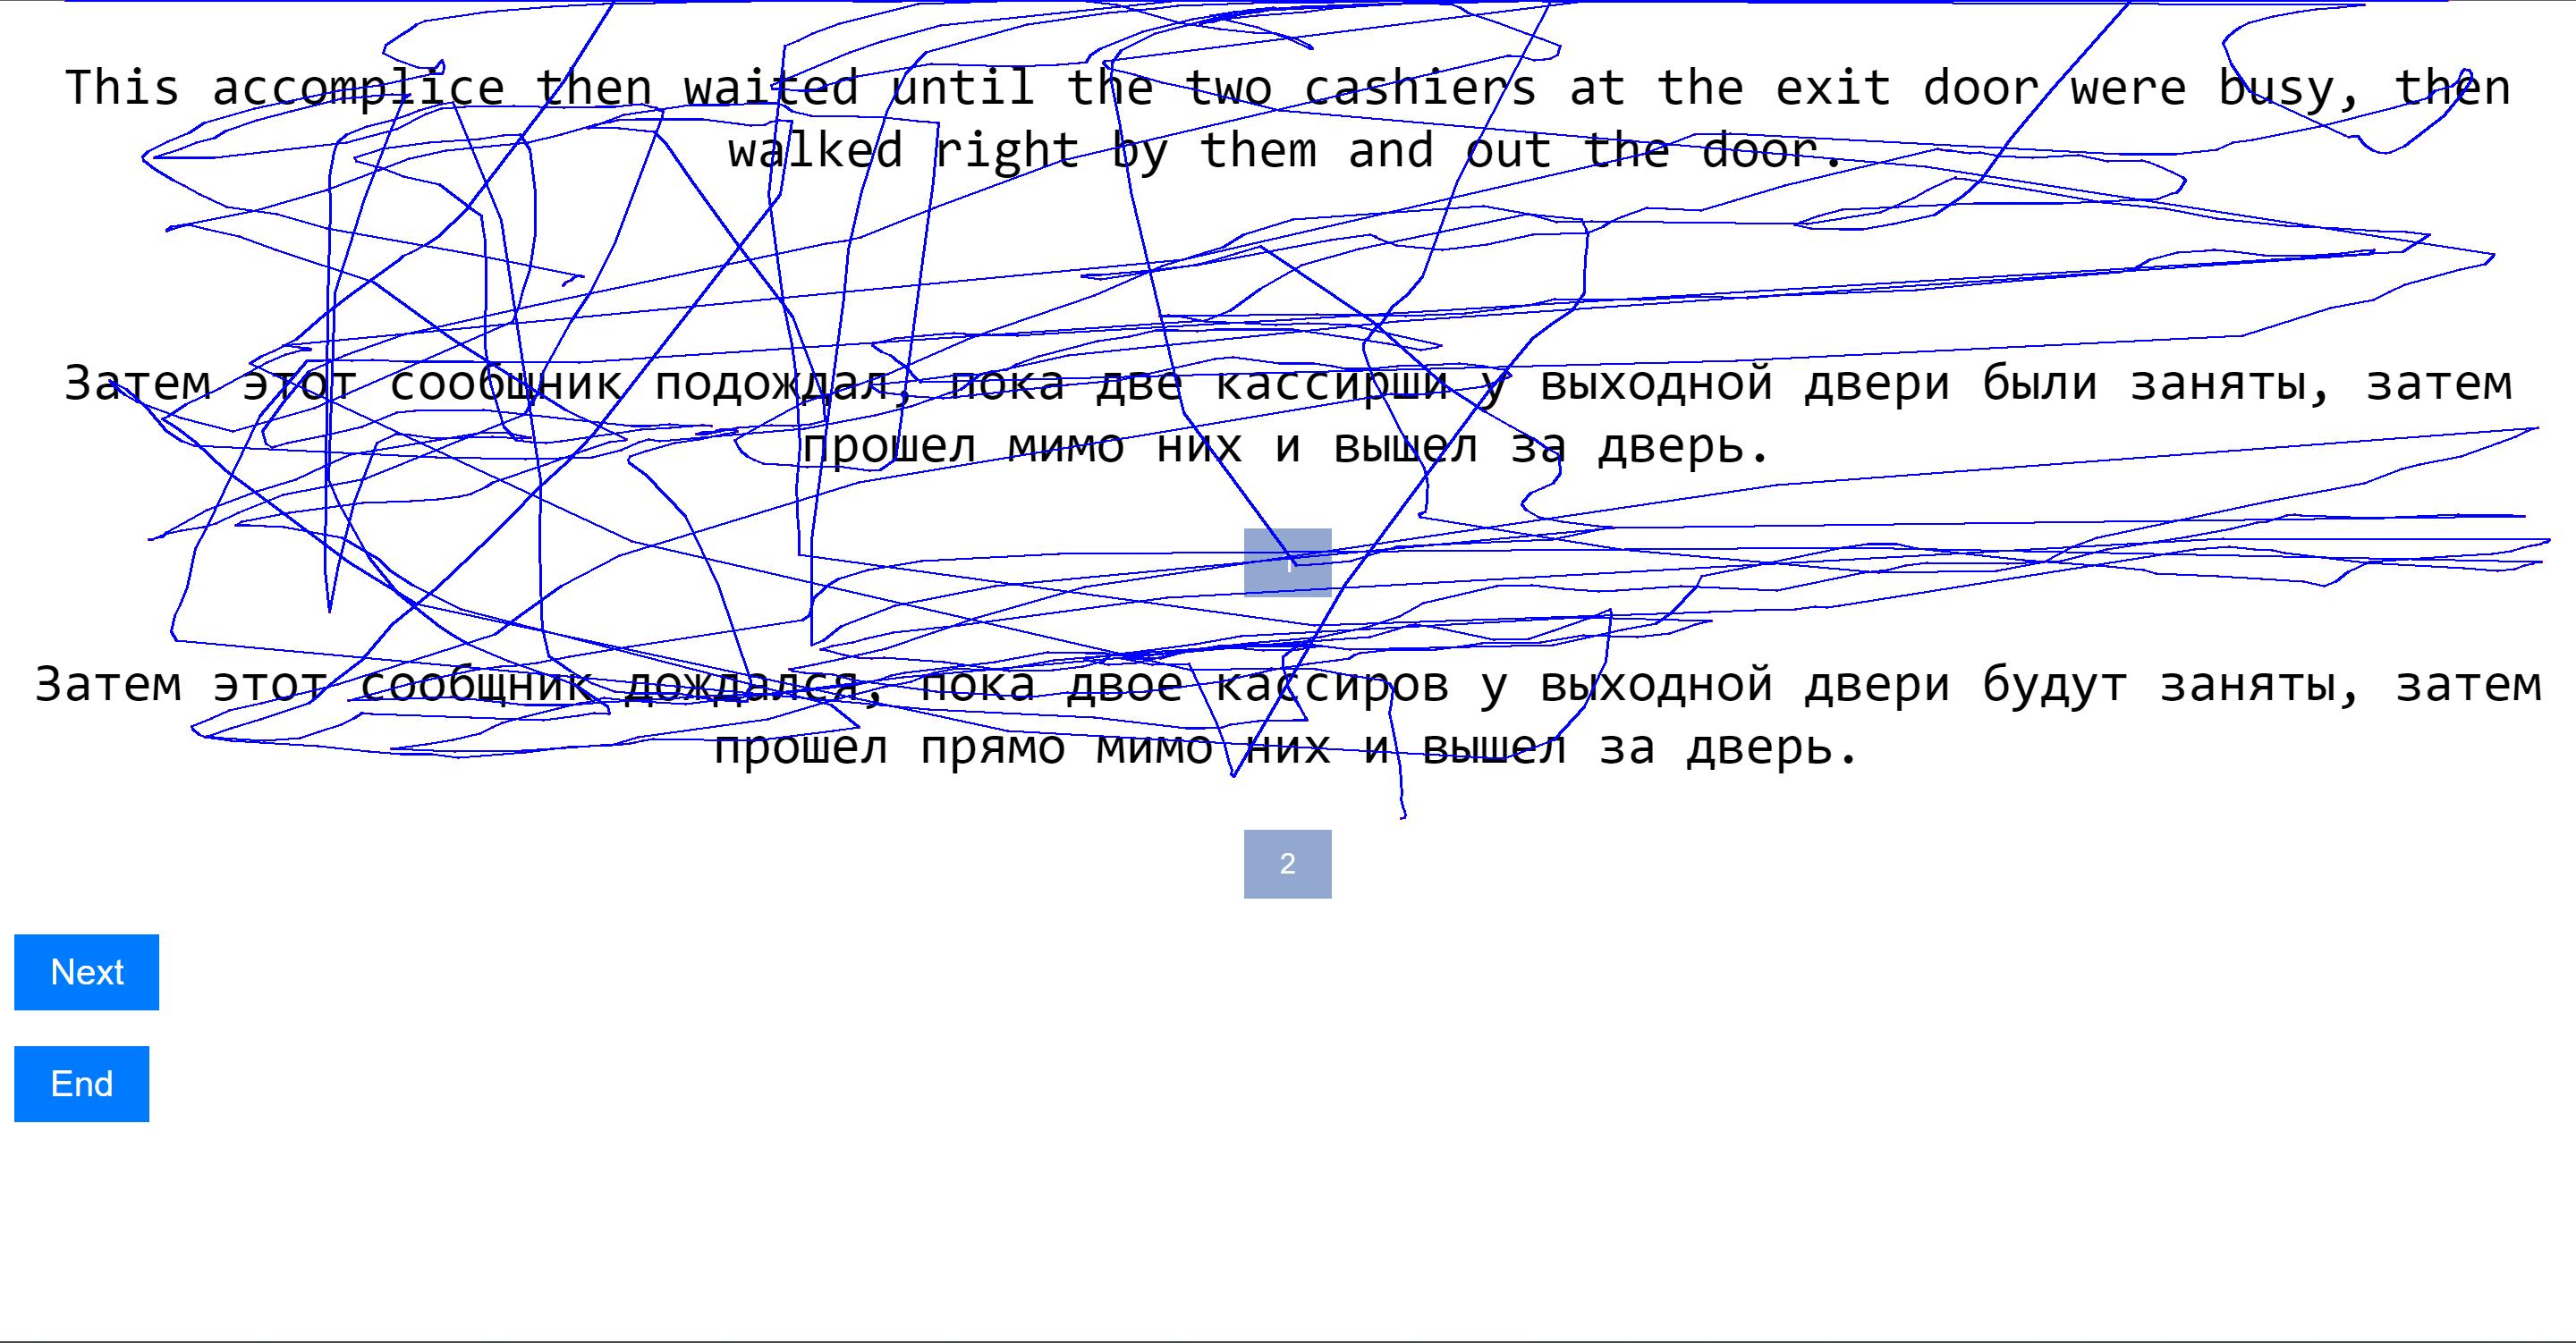 This accomplice then waited until the two cashiers at the exit door were busy, then
walked right by them and out the door.
Затем этот сообщник подождал, пока две кассирши у выходной двери были заняты, затем
прошел мимо них и вышел за дверь.
1
Затем этот сообщник дождался, пока двое кассиров у выходной двери будут заняты, затем
прошел прямо мимо них и вышел за дверь.
2
Next
End